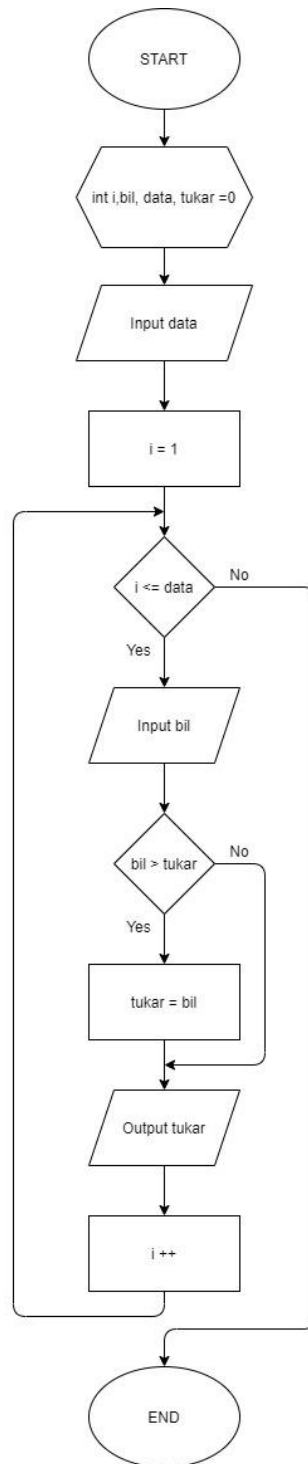 START
int i,bil, data, tukar =0
Input data
i = 1
i <= data
No
Yes
Input bil
bil > tukar
No
Yes
tukar = bil
Output tukar
i ++
END